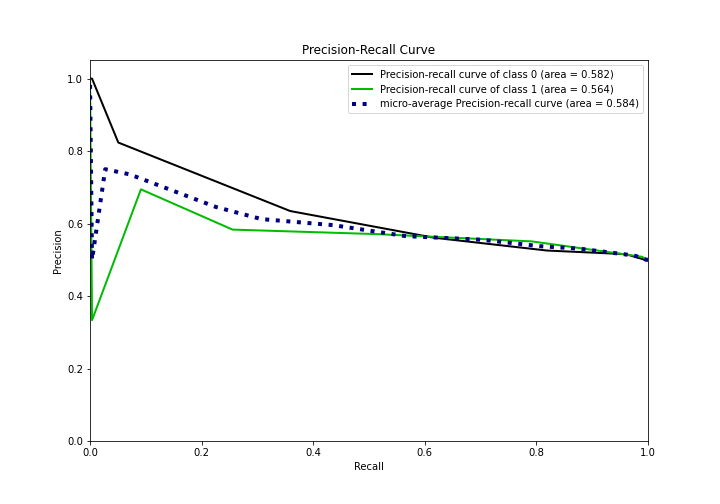 Precision-Recall Curve
Precision-recall curve of class 0 (area = 0.582)
Precision-recall curve of class 1 (area = 0.564)
micro-average Precision-recall curve (area = 0.584)
1.0
0.8
0.6
0.4
0.2
0.0
Precision
0.0 0.2 0.4 0.6 0.8 1.0
Recall